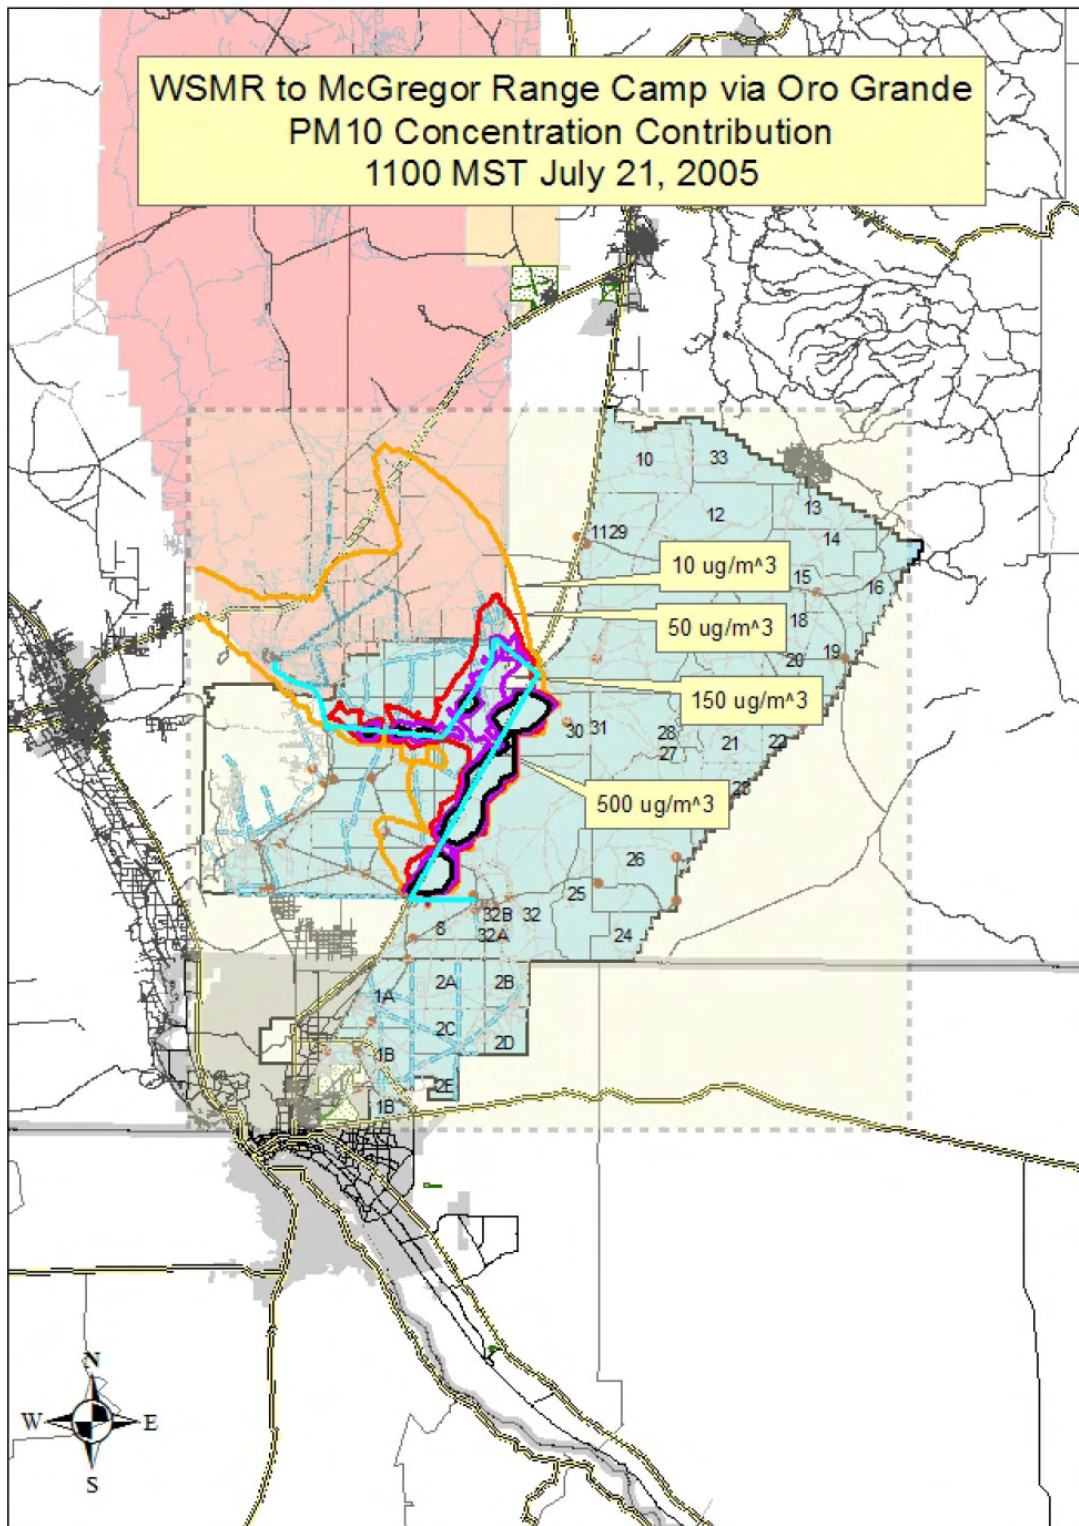 WSMR to McGregor Range Camp via Oro Grande
PM10 Concentration Contribution
1100 MST July 21, 2005
10
33
12
13
14
1129
10 ug/m^3
15
16
50 ug/m^3
18
20
19
150 ug/m^3
30
31
28
27
21
22
23
500 ug/m^3
26
25
32B
32
32A
8
24
2A
2B
1A
2C
2D
1B
2E
1B
N
W
E
S